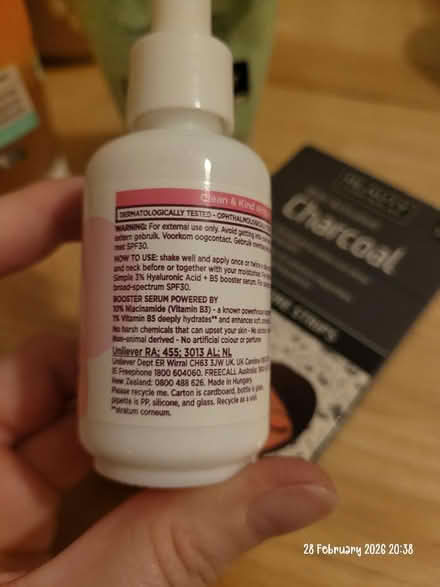 Clean & Kind
DERMATOLOGICALLY TESTED - OPHTHALMOLOGICALLY
WARNING: For external use only. Avoid getting into
extern gebruik. Voorkom oogcontact. Gebruik
met SPF30.
HOW TO USE: shake well and apply once or twice
and neck before or together with your moisturiser. For
Simple 3% Hyaluronic Acid + B5 booster serum. For
broad-spectrum SPF30.
BOOSTER SERUM POWERED BY
10% Niacinamide (Vitamin B3) - a known powerhouse
1% Vitamin B5 deeply hydrates** and enhances soft,
No harsh chemicals that can upset your skin - No
Non-animal derived - No artificial colour or perfume
Unilever RA; 455; 3013 AL; NL
Unilever Dept ER Wirral CH63 3JW UK. UK Careline
IE Freephone 1800 604060. FREECALL Australia:
New Zealand: 0800 488 626. Made in Hungary
Please recycle me. Carton is cardboard, bottle is
pipette is PP, silicone, and glass. Recycle as a
**stratum corneum.
Charcoal
STRIPS
28 February 2026 20:38